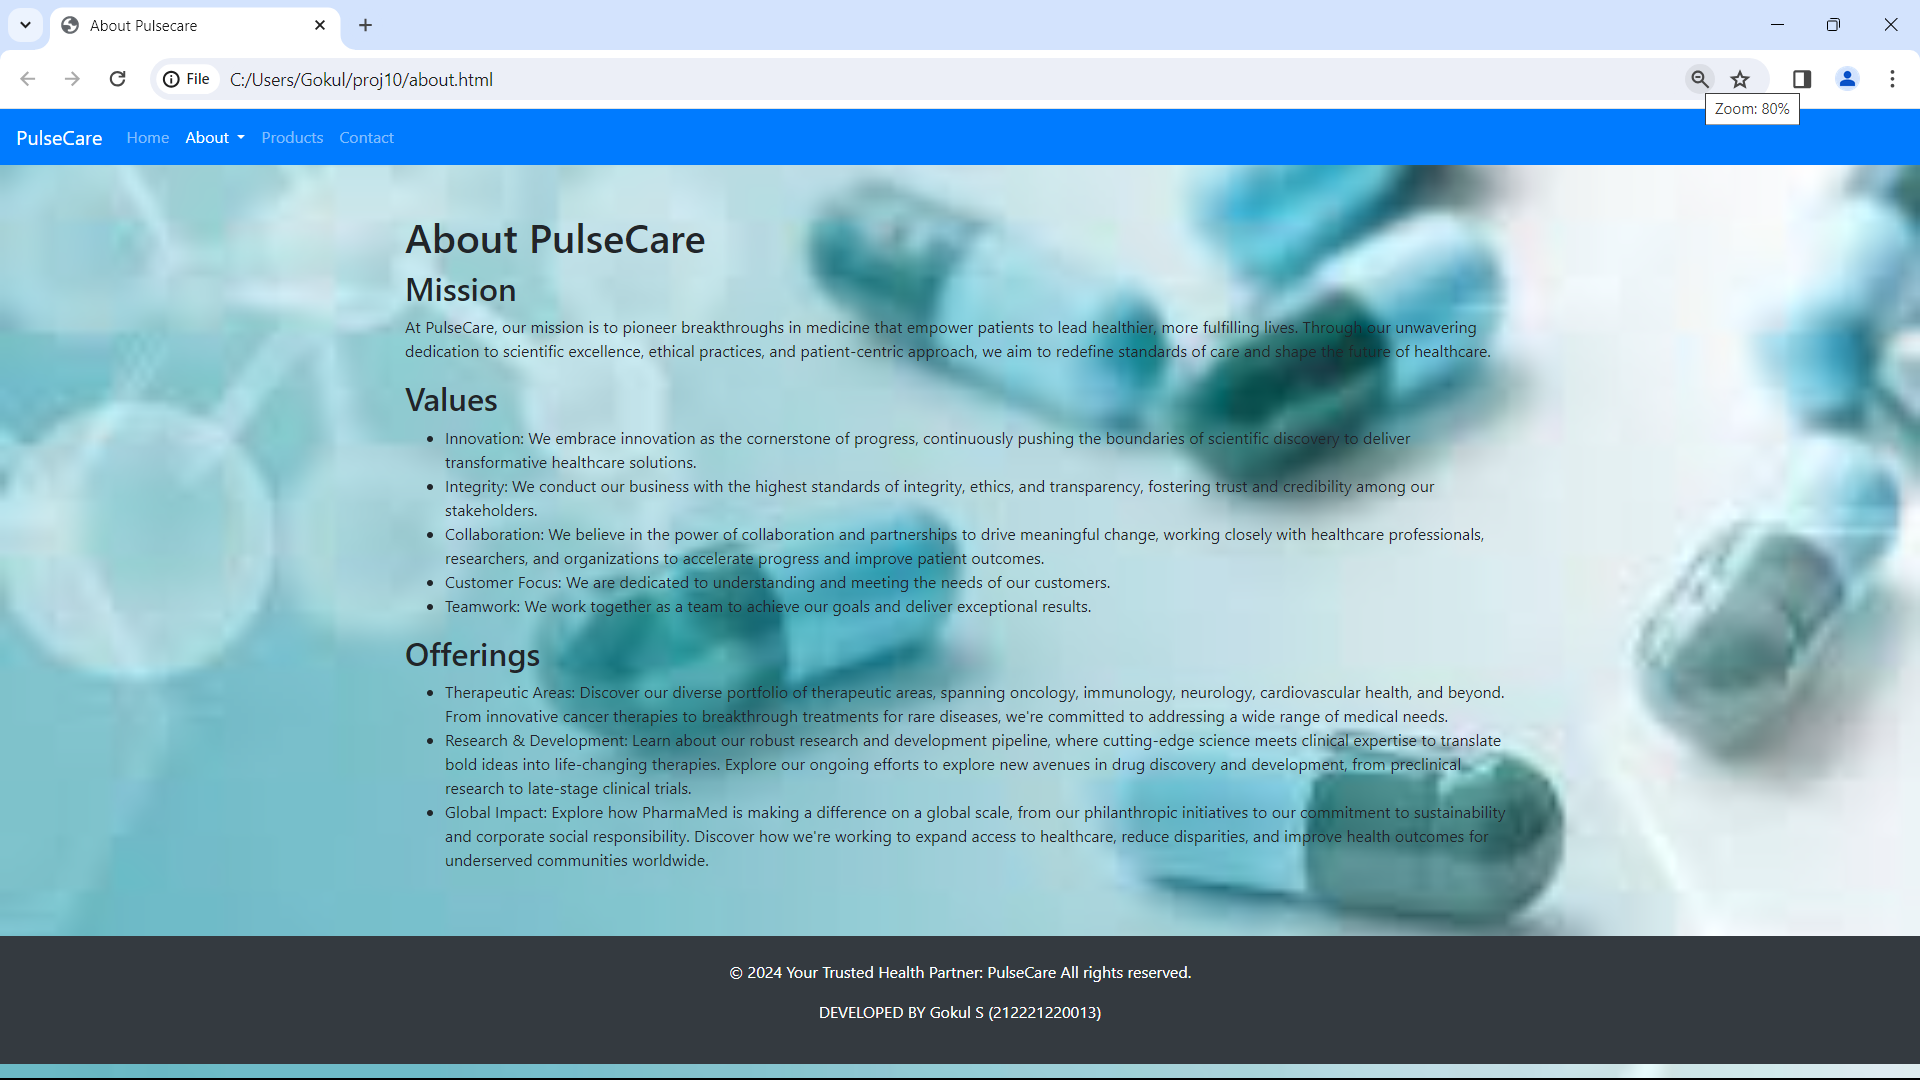 About Pulsecare
File
C:/Users/Gokul/proj10/about.html
Zoom: 80%
PulseCare Home About Products Contact
About PulseCare
Mission
At PulseCare, our mission is to pioneer breakthroughs in medicine that empower patients to lead healthier, more fulfilling lives. Through our unwavering
dedication to scientific excellence, ethical practices, and patient-centric approach, we aim to redefine standards of care and shape the future of healthcare.
Values
• Innovation: We embrace innovation as the cornerstone of progress, continuously pushing the boundaries of scientific discovery to deliver
transformative healthcare solutions.
• Integrity: We conduct our business with the highest standards of integrity, ethics, and transparency, fostering trust and credibility among our
stakeholders.
• Collaboration: We believe in the power of collaboration and partnerships to drive meaningful change, working closely with healthcare professionals,
researchers, and organizations to accelerate progress and improve patient outcomes.
• Customer Focus: We are dedicated to understanding and meeting the needs of our customers.
• Teamwork: We work together as a team to achieve our goals and deliver exceptional results.
Offerings
• Therapeutic Areas: Discover our diverse portfolio of therapeutic areas, spanning oncology, immunology, neurology, cardiovascular health, and beyond.
From innovative cancer therapies to breakthrough treatments for rare diseases, we're committed to addressing a wide range of medical needs.
• Research & Development: Learn about our robust research and development pipeline, where cutting-edge science meets clinical expertise to translate
bold ideas into life-changing therapies. Explore our ongoing efforts to explore new avenues in drug discovery and development, from preclinical
research to late-stage clinical trials.
• Global Impact: Explore how PharmaMed is making a difference on a global scale, from our philanthropic initiatives to our commitment to sustainability
and corporate social responsibility. Discover how we're working to expand access to healthcare, reduce disparities, and improve health outcomes for
underserved communities worldwide.
© 2024 Your Trusted Health Partner: PulseCare All rights reserved.
DEVELOPED BY Gokul S (212221220013)